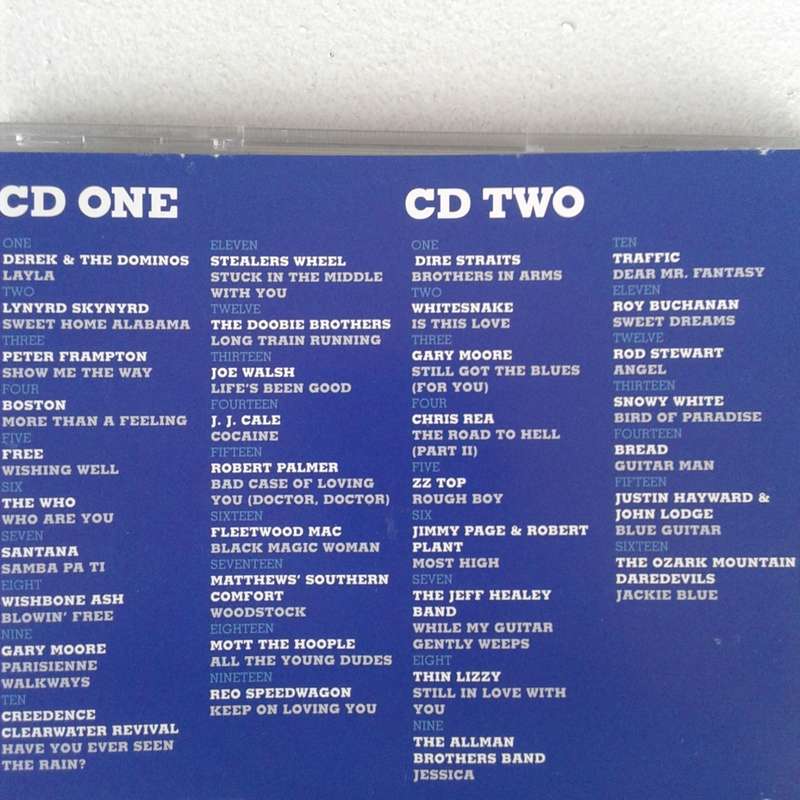 CD ONE
ONE
DEREK & THE DOMINOS
LAYLA
TWO
LYNYRD SKYNYRD
SWEET HOME ALABAMA
THREE
PETER FRAMPTON
SHOW ME THE WAY
FOUR
BOSTON
MORE THAN A FEELING
FIVE
FREE
WISHING WELL
SIX
THE WHO
WHO ARE YOU
SEVEN
SANTANA
SAMBA PA TI
EIGHT
WISHBONE ASH
BLOWIN' FREE
NINE
GARY MOORE
PARISIENNE
WALKWAYS
TEN
CREEDENCE
CLEARWATER REVIVAL
HAVE YOU EVER SEEN
THE RAIN?
ELEVEN
STEALERS WHEEL
STUCK IN THE MIDDLE
WITH YOU
TWELVE
THE DOOBIE BROTHERS
LONG TRAIN RUNNING
THIRTEEN
JOE WALSH
LIFE'S BEEN GOOD
FOURTEEN
J. J. CALE
COCAINE
FIFTEEN
ROBERT PALMER
BAD CASE OF LOVING
YOU (DOCTOR, DOCTOR)
SIXTEEN
FLEETWOOD MAC
BLACK MAGIC WOMAN
SEVENTEEN
MATTHEWS' SOUTHERN
COMFORT
WOODSTOCK
EIGHTEEN
MOTT THE HOOPLE
ALL THE YOUNG DUDES
NINETEEN
REO SPEEDWAGON
KEEP ON LOVING YOU
CD TWO
ONE
DIRE STRAITS
BROTHERS IN ARMS
TWO
WHITESNAKE
IS THIS LOVE
THREE
GARY MOORE
STILL GOT THE BLUES
(FOR YOU)
FOUR
CHRIS REA
THE ROAD TO HELL
(PART II)
FIVE
ZZ TOP
ROUGH BOY
SIX
JIMMY PAGE & ROBERT
PLANT
MOST HIGH
SEVEN
THE JEFF HEALEY
BAND
WHILE MY GUITAR
GENTLY WEEPS
EIGHT
THIN LIZZY
STILL IN LOVE WITH
YOU
NINE
THE ALLMAN
BROTHERS BAND
JESSICA
TEN
TRAFFIC
DEAR MR. FANTASY
ELEVEN
ROY BUCHANAN
SWEET DREAMS
TWELVE
ROD STEWART
ANGEL
THIRTEEN
SNOWY WHITE
BIRD OF PARADISE
FOURTEEN
BREAD
GUITAR MAN
FIFTEEN
JUSTIN HAYWARD &
JOHN LODGE
BLUE GUITAR
SIXTEEN
THE OZARK MOUNTAIN
DAREDEVILS
JACKIE BLUE